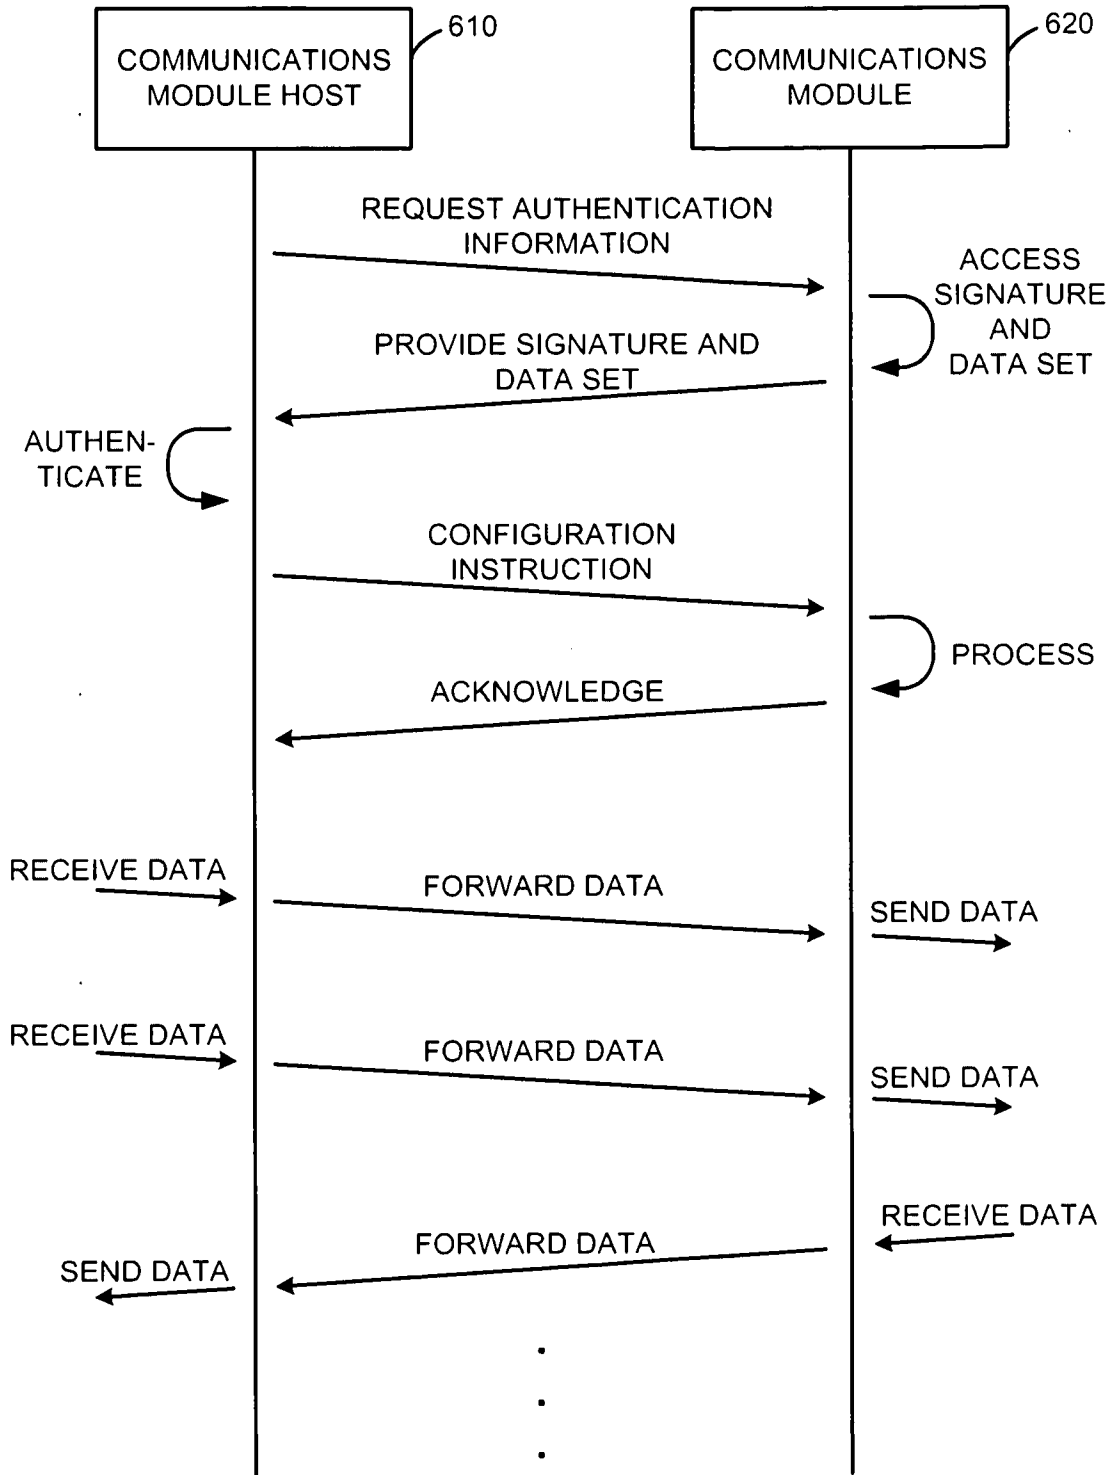 610
620
COMMUNICATIONS
MODULE HOST
COMMUNICATIONS
MODULE
REQUEST AUTHENTICATION
INFORMATION
ACCESS
SIGNATURE
AND
DATA SET
PROVIDE SIGNATURE AND
DATA SET
AUTHEN-
TICATE
CONFIGURATION
INSTRUCTION
PROCESS
ACKNOWLEDGE
RECEIVE DATA
FORWARD DATA
SEND DATA
RECEIVE DATA
FORWARD DATA
SEND DATA
RECEIVE DATA
FORWARD DATA
SEND DATA